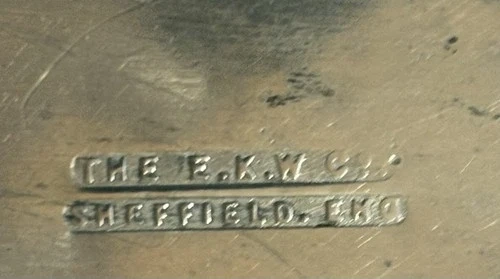 THE E.K.W Co.
SHEFFIELD. ENG